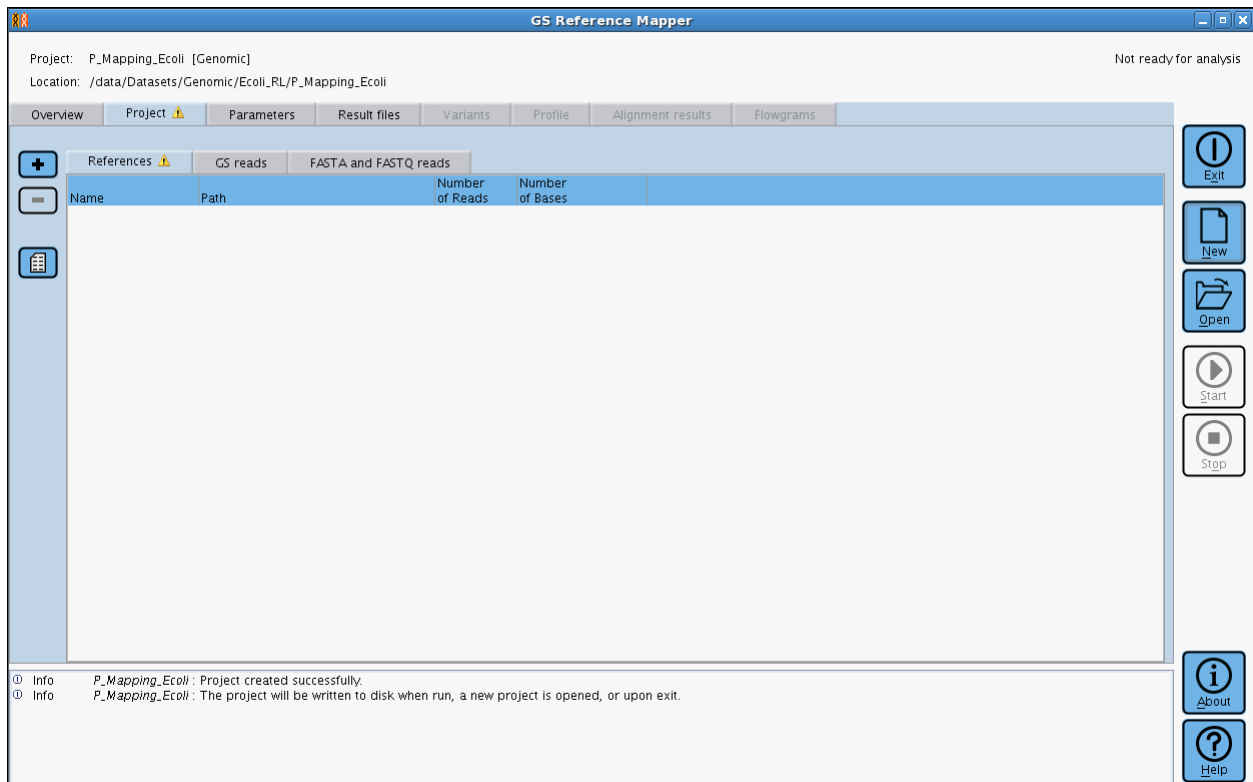 GS Reference Mapper
Project: P_Mapping_Ecoli [Genomic]
Not ready for analysis
Location: /data/Datasets/Genomic/Ecoli_RL/P_Mapping_Ecoli
Overview Project Parameters Result files Variants Profile Alignment results Flowgrams
References GS reads FASTA and FASTQ reads
Name Path Number of Reads Number of Bases
Exit
New
Open
Start
Stop
Info P_Mapping_Ecoli : Project created successfully.
Info P_Mapping_Ecoli : The project will be written to disk when run, a new project is opened, or upon exit.
About
Help